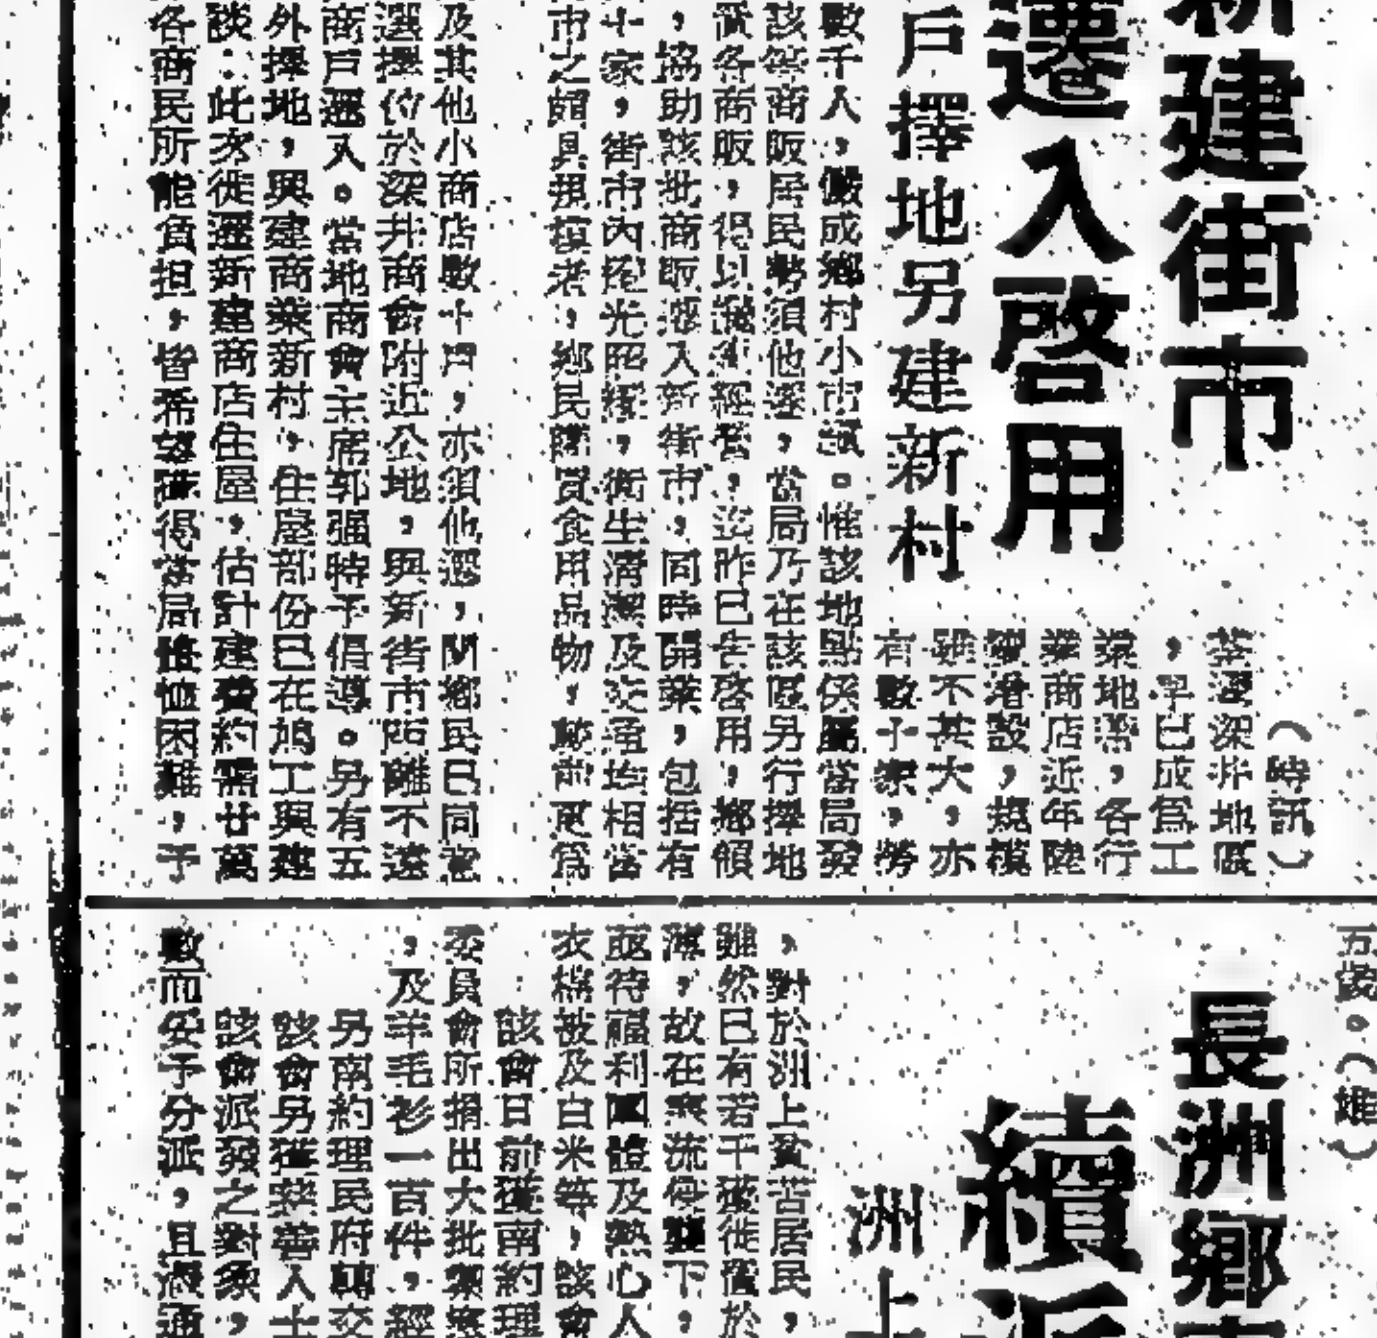 新建街市
遷入啓用
戶擇地另建新村
（時訊）
荃灣深井地區
，早已成爲工
業地點，各行
業商店近年陸
續增設，規模
雖不甚大，亦
有數十家，勞
數千人，儼成鄉村小市鎮。惟該地點係屬當局發
該等商販居民勢須他遷，當局乃在該區另行擇地
各商販，得以繼續經營，迄昨已告啓用，鄉領
，協助該批商販遷入新街市，同時開業，包括有
十家，街市內燈光照耀，衛生清潔及交通均相當
市之頗具規模者，鄉民購買食用品物，較前更爲
及其他小商店數十戶，亦須他遷，聞鄉民已同意
選擇位於深井商會附近公地，與新街市距離不遠
商戶遷入。當地商會主席郭强特予倡導。另有五
外擇地，興建商業新村，住屋部份已在鳩工興建
談：此次徙遷新建商店住屋，估計建費約需廿萬
各商民所能負担，皆希望獲得當局體恤困難，予
五歲。（堆）
長洲鄉
續派
洲上
，對於洲上貧苦居民，
雖然已有若干獲徙置於
薄，故在寒流侵襲下，
亟待福利團體及熱心人
衣棉被及白米等，該會
該會日前獲南約理
委員會所捐出大批棉
，及羊毛衫一百件，經
另南約理民府轉交
該會另獲慈善人士
該會派發之對象，
數而妥予分派，且